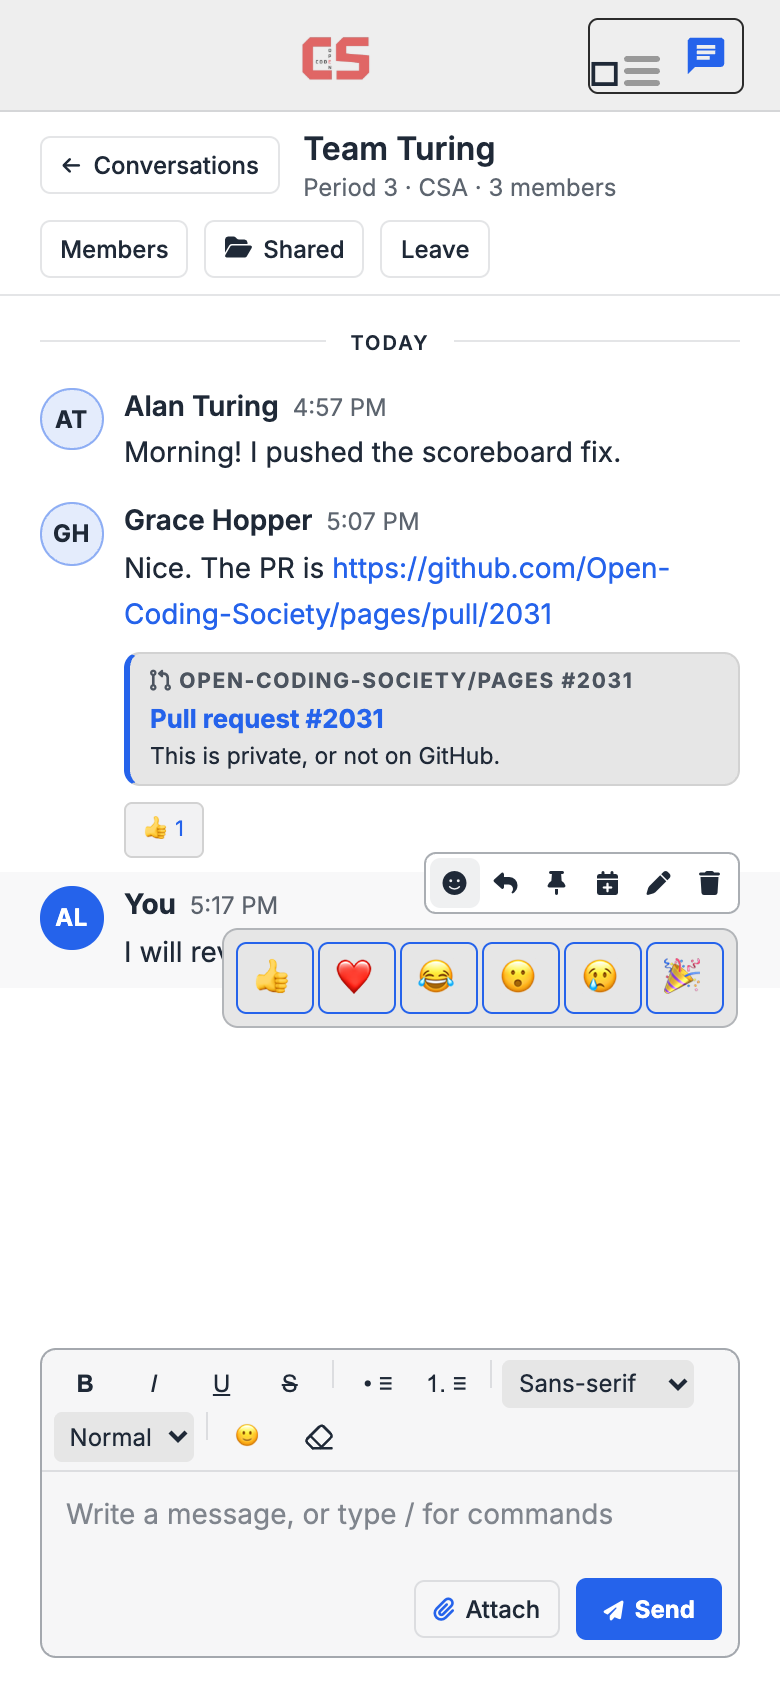 CS
OPEN
CODE
← Conversations
Team Turing
Period 3 · CSA · 3 members
Members
Shared
Leave
TODAY
AT
Alan Turing 4:57 PM
Morning! I pushed the scoreboard fix.
GH
Grace Hopper 5:07 PM
Nice. The PR is https://github.com/Open-
Coding-Society/pages/pull/2031
OPEN-CODING-SOCIETY/PAGES #2031
Pull request #2031
This is private, or not on GitHub.
👍 1
AL
You 5:17 PM
I will
👍 ❤️ 😂 😮 😢 🎉
B I U S • ≡ 1. ≡ Sans-serif
Normal 🙂
Write a message, or type / for commands
Attach
Send